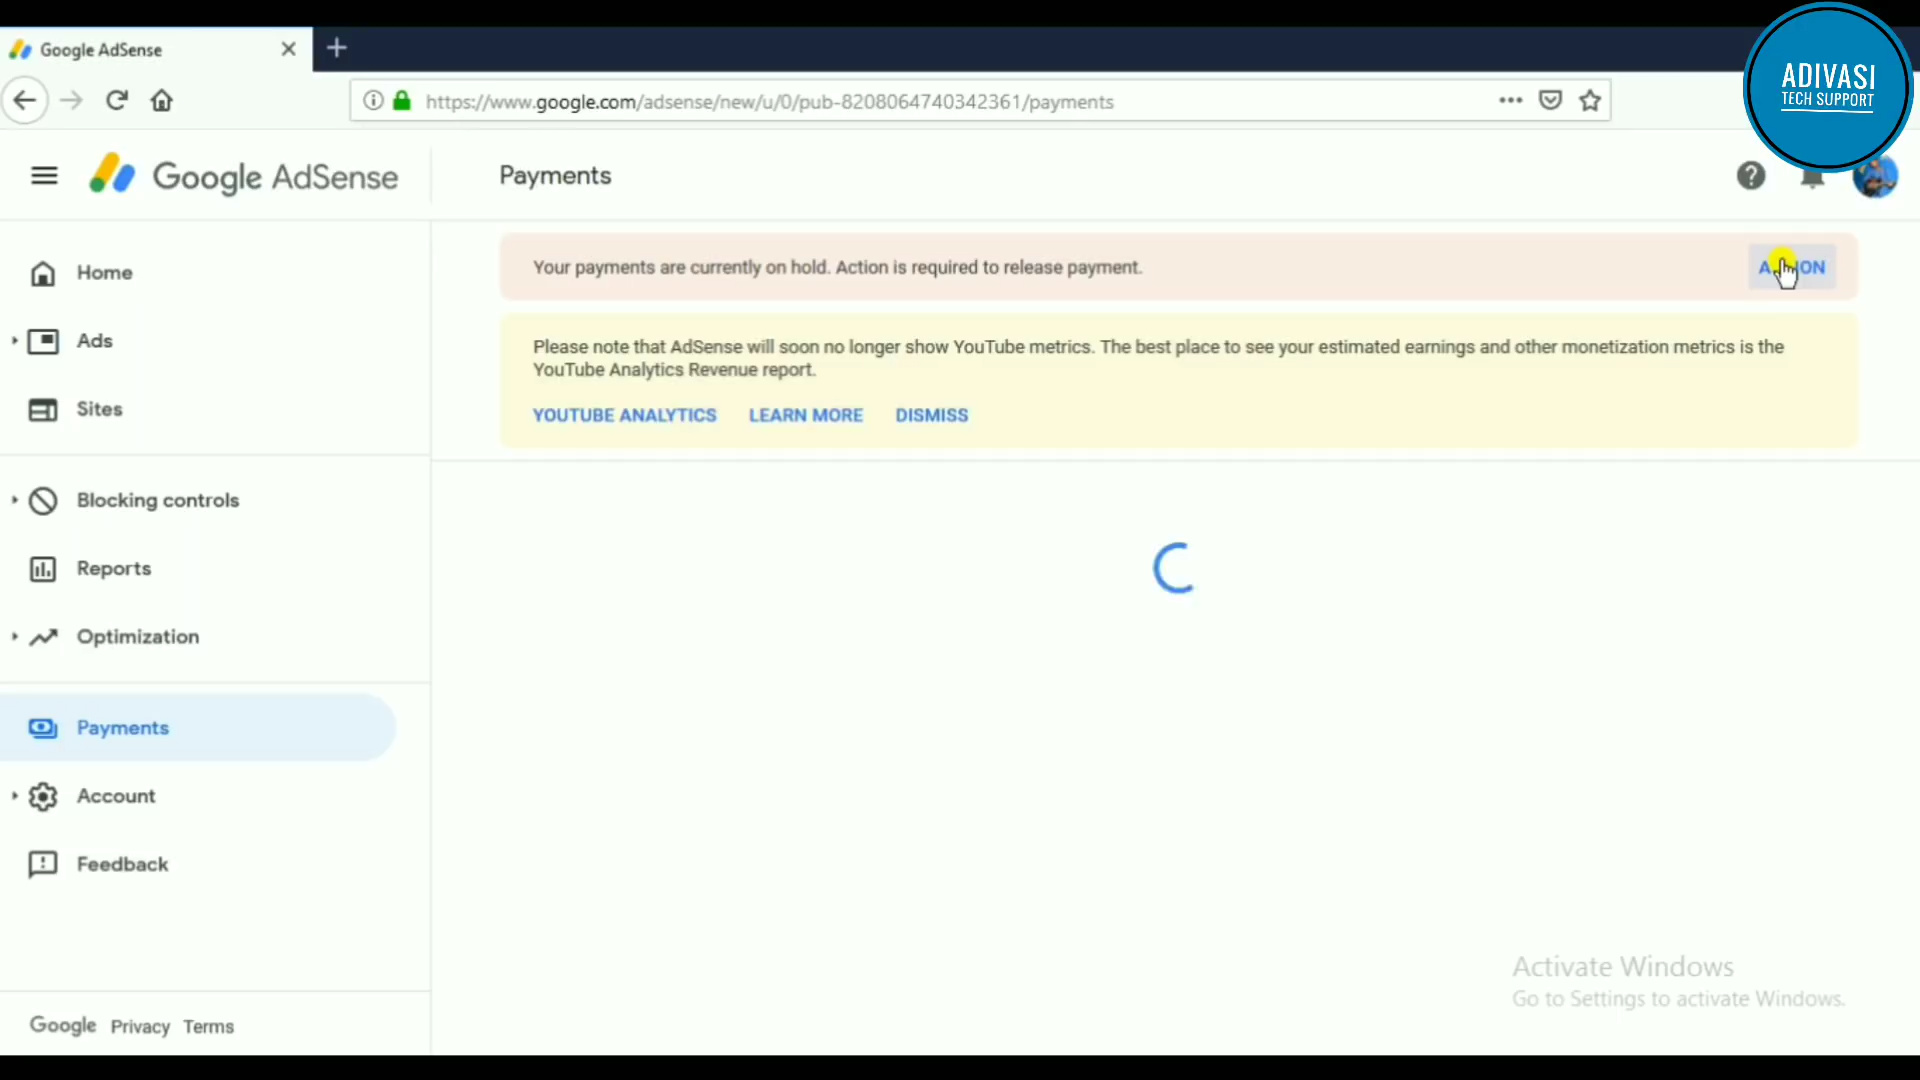 Google AdSense
ADIVASI
TECH SUPPORT
https://www.google.com/adsense/new/u/0/pub-8208064740342361/payments
Google AdSense
Payments
Home
Ads
Sites
Blocking controls
Reports
Optimization
Payments
Account
Feedback
Google Privacy Terms
Your payments are currently on hold. Action is required to release payment.
Please note that AdSense will soon no longer show YouTube metrics. The best place to see your estimated earnings and other monetization metrics is the
YouTube Analytics Revenue report.
YOUTUBE ANALYTICS LEARN MORE DISMISS
Activate Windows
Go to Settings to activate Windows.